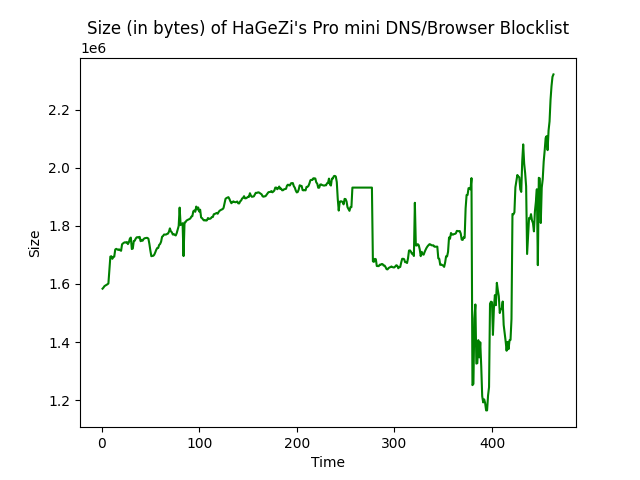 Size (in bytes) of HaGeZi's Pro mini DNS/Browser Blocklist
1e6
2.2
2.0
1.8
1.6
1.4
1.2
Size
0 100 200 300 400
Time